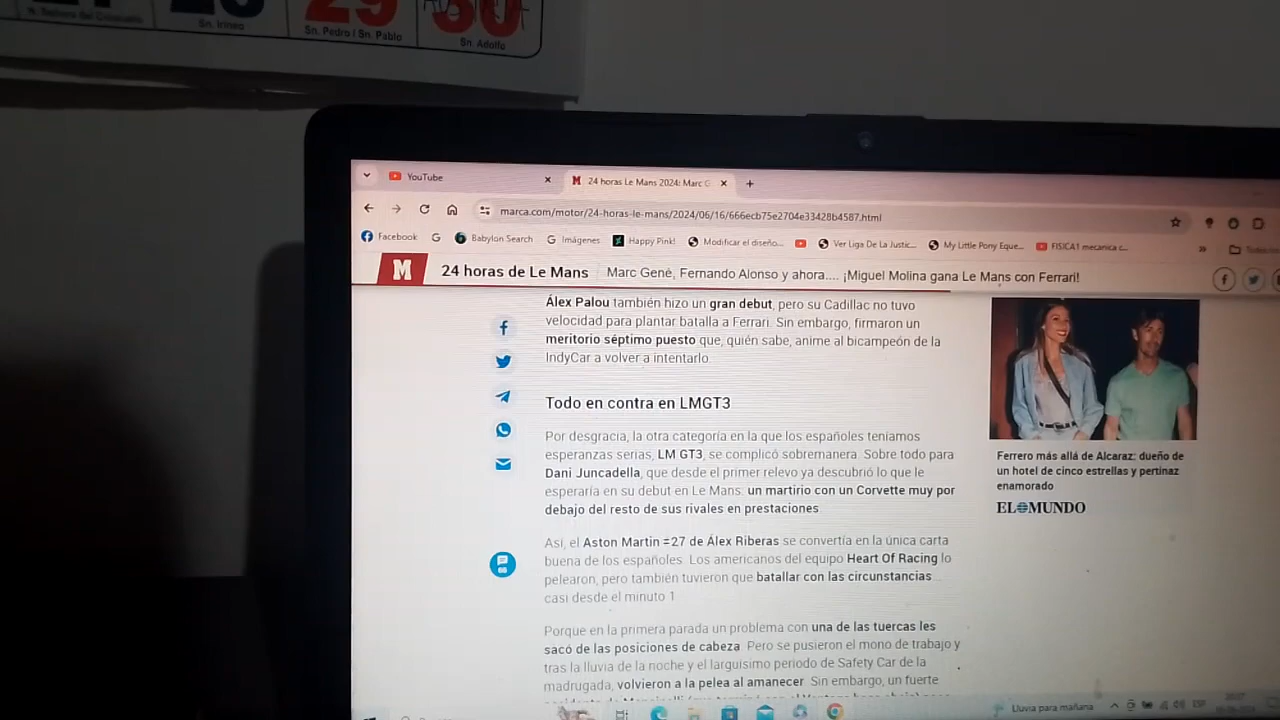 Sn. Irineo
29
Sn. Pedro / Sn. Pablo
30
Sn. Adolfo
YouTube
24 horas Le Mans 2024: Marc G
marca.com/motor/24-horas-le-mans/2024/06/16/666ecb75e2704e33428b4587.html
Facebook
Babylon Search
Imágenes
Happy Pink!
Modificar el diseño...
Ver Liga De La Justic...
My Little Pony Eque...
FISICA1 mecanica c...
M 24 horas de Le Mans Marc Gené, Fernando Alonso y ahora.... ¡Miguel Molina gana Le Mans con Ferrari!
Álex Palou también hizo un gran debut, pero su Cadillac no tuvo
velocidad para plantar batalla a Ferrari. Sin embargo, firmaron un
meritorio séptimo puesto que, quién sabe, anime al bicampeón de la
IndyCar a volver a intentarlo.
Todo en contra en LMGT3
Por desgracia, la otra categoría en la que los españoles teníamos
esperanzas serias, LM GT3, se complicó sobremanera. Sobre todo para
Dani Juncadella, que desde el primer relevo ya descubrió lo que le
esperaría en su debut en Le Mans: un martirio con un Corvette muy por
debajo del resto de sus rivales en prestaciones
Así, el Aston Martin =27 de Álex Riberas se convertía en la única carta
buena de los españoles. Los americanos del equipo Heart Of Racing lo
pelearon, pero también tuvieron que batallar con las circunstancias
casi desde el minuto 1
Porque en la primera parada un problema con una de las tuercas les
sacó de las posiciones de cabeza. Pero se pusieron el mono de trabajo y
tras la lluvia de la noche y el larguísimo periodo de Safety Car de la
madrugada, volvieron a la pelea al amanecer. Sin embargo, un fuerte
Ferrero más allá de Alcaraz: dueño de
un hotel de cinco estrellas y pertinaz
enamorado
EL MUNDO
Lluvia para mañana
ESP